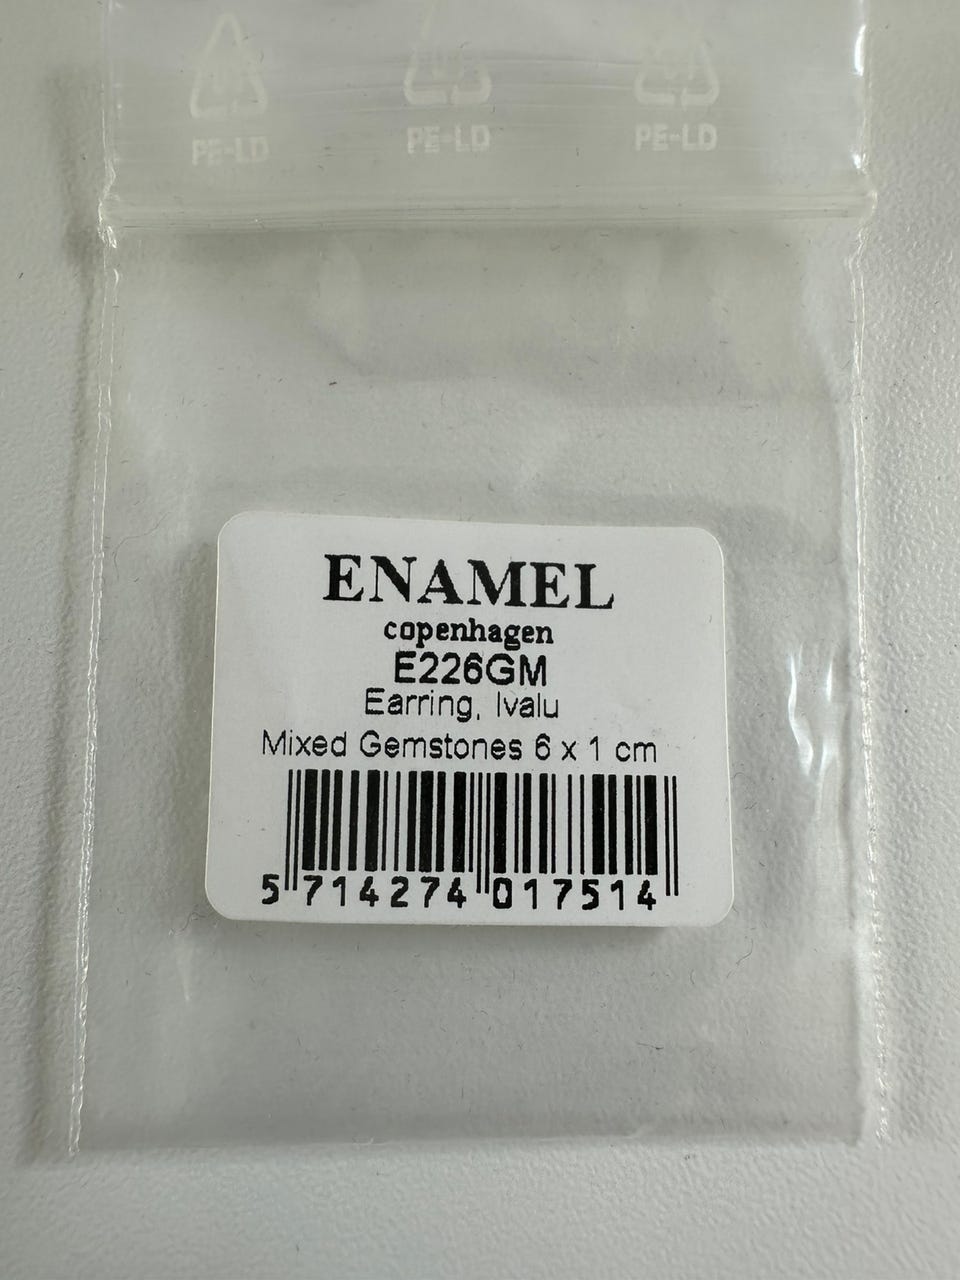 PE-LD PE-LD PE-LD
ENAMEL
copenhagen
E226GM
Earring, Ivalu
Mixed Gemstones 6 x 1 cm
5 714274 017514